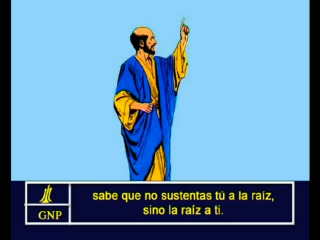 sabe que no sustentas tú a la raíz,
sino la raíz a ti.
GNP